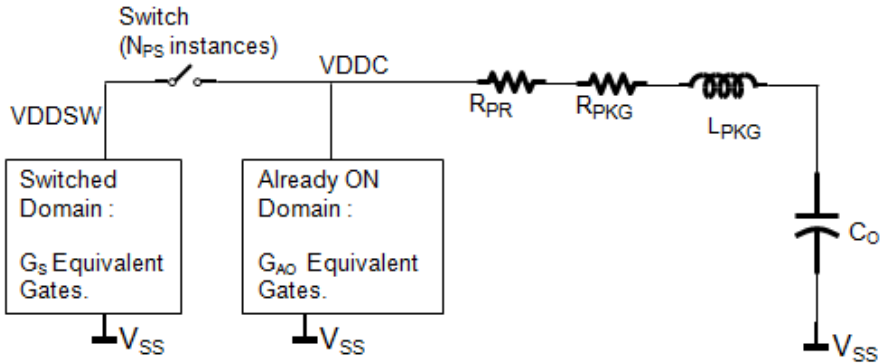 Switch
(NPS instances)
VDDC
VDDSW
RPR
RPKG
LPKG
Switched
Domain :
GS Equivalent
Gates.
Already ON
Domain :
GAO Equivalent
Gates.
CO
VSS
VSS
VSS